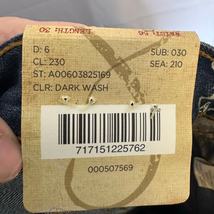 LENGTH: 30
D: 6
SUB: 030
CL: 230
SEA: 210
ST: A00603825169
CLR: DARK WASH
717151225762
000507569